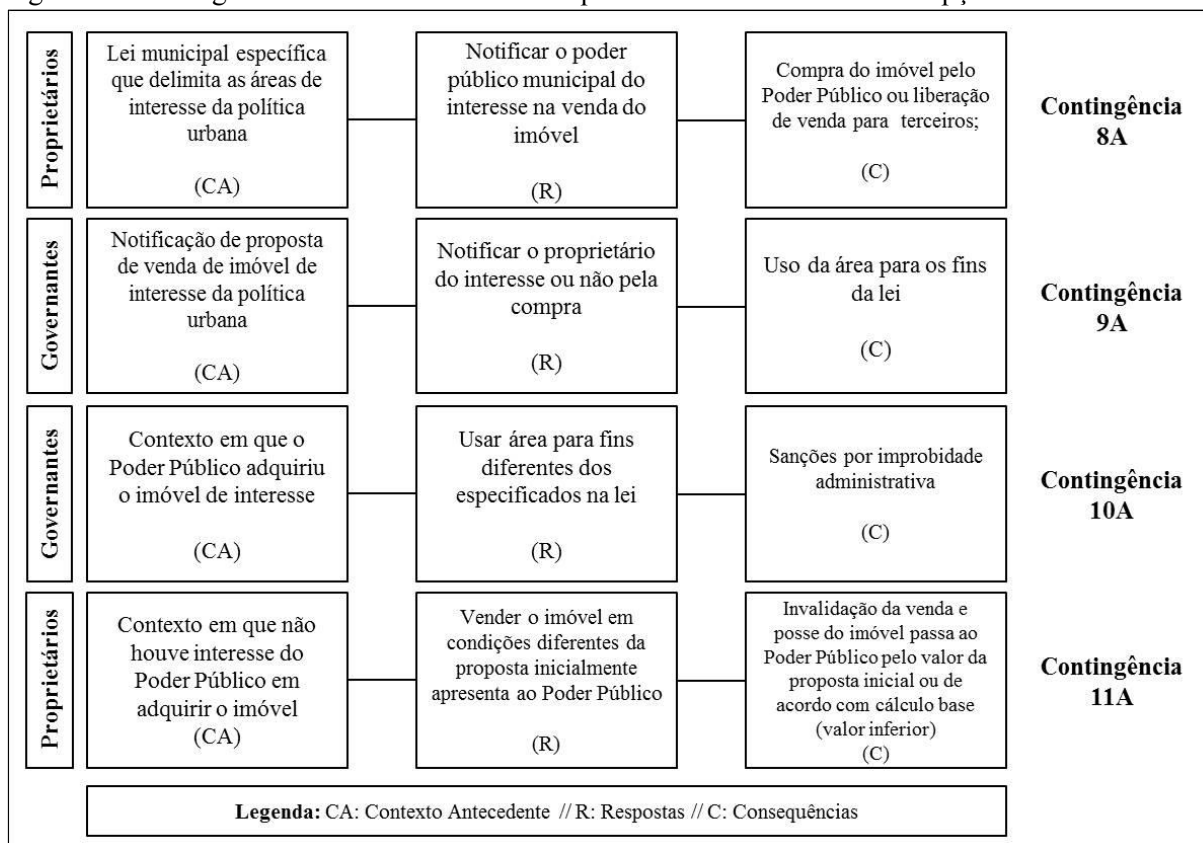 Proprietários
Lei municipal específica
que delimita as áreas de
interesse da política
urbana
(CA)
Notificar o poder
público municipal do
interesse na venda do
imóvel
(R)
Compra do imóvel pelo
Poder Público ou liberação
de venda para terceiros;
(C)
Contingência
8A
Governantes
Notificação de proposta
de venda de imóvel de
interesse da política
urbana
(CA)
Notificar o proprietário
do interesse ou não pela
compra
(R)
Uso da área para os fins
da lei
(C)
Contingência
9A
Governantes
Contexto em que o
Poder Público adquiriu
o imóvel de interesse
(CA)
Usar área para fins
diferentes dos
especificados na lei
(R)
Sanções por improbidade
administrativa
(C)
Contingência
10A
Proprietários
Contexto em que não
houve interesse do
Poder Público em
adquirir o imóvel
(CA)
Vender o imóvel em
condições diferentes da
proposta inicialmente
apresenta ao Poder Público
(R)
Invalidação da venda e
posse do imóvel passa ao
Poder Público pelo valor da
proposta inicial ou de
acordo com cálculo base
(valor inferior)
(C)
Contingência
11A
Legenda: CA: Contexto Antecedente // R: Respostas // C: Consequências